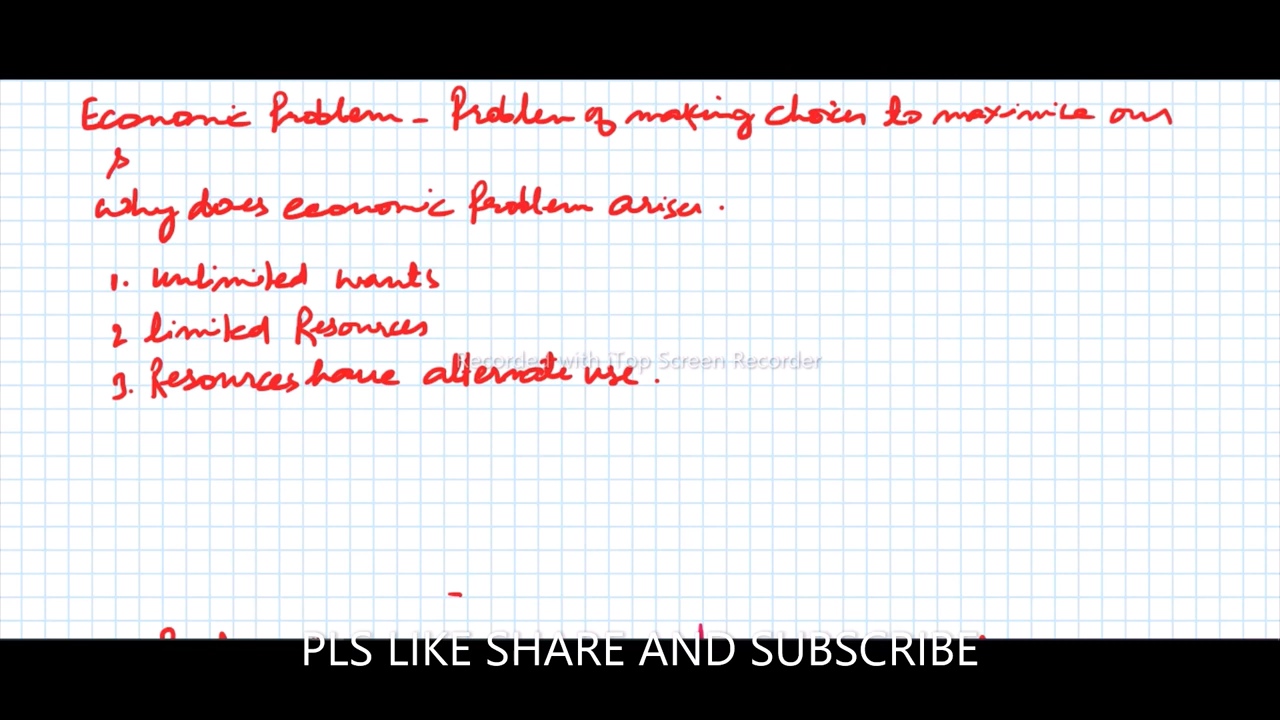 Economic Problem - Problem of making choices to maximize our
s
why does economic Problem arises.
1. unlimited wants
2 limited Resources
Recorded with iTop Screen Recorder
3. Resources have alternate use.
PLS LIKE SHARE AND SUBSCRIBE